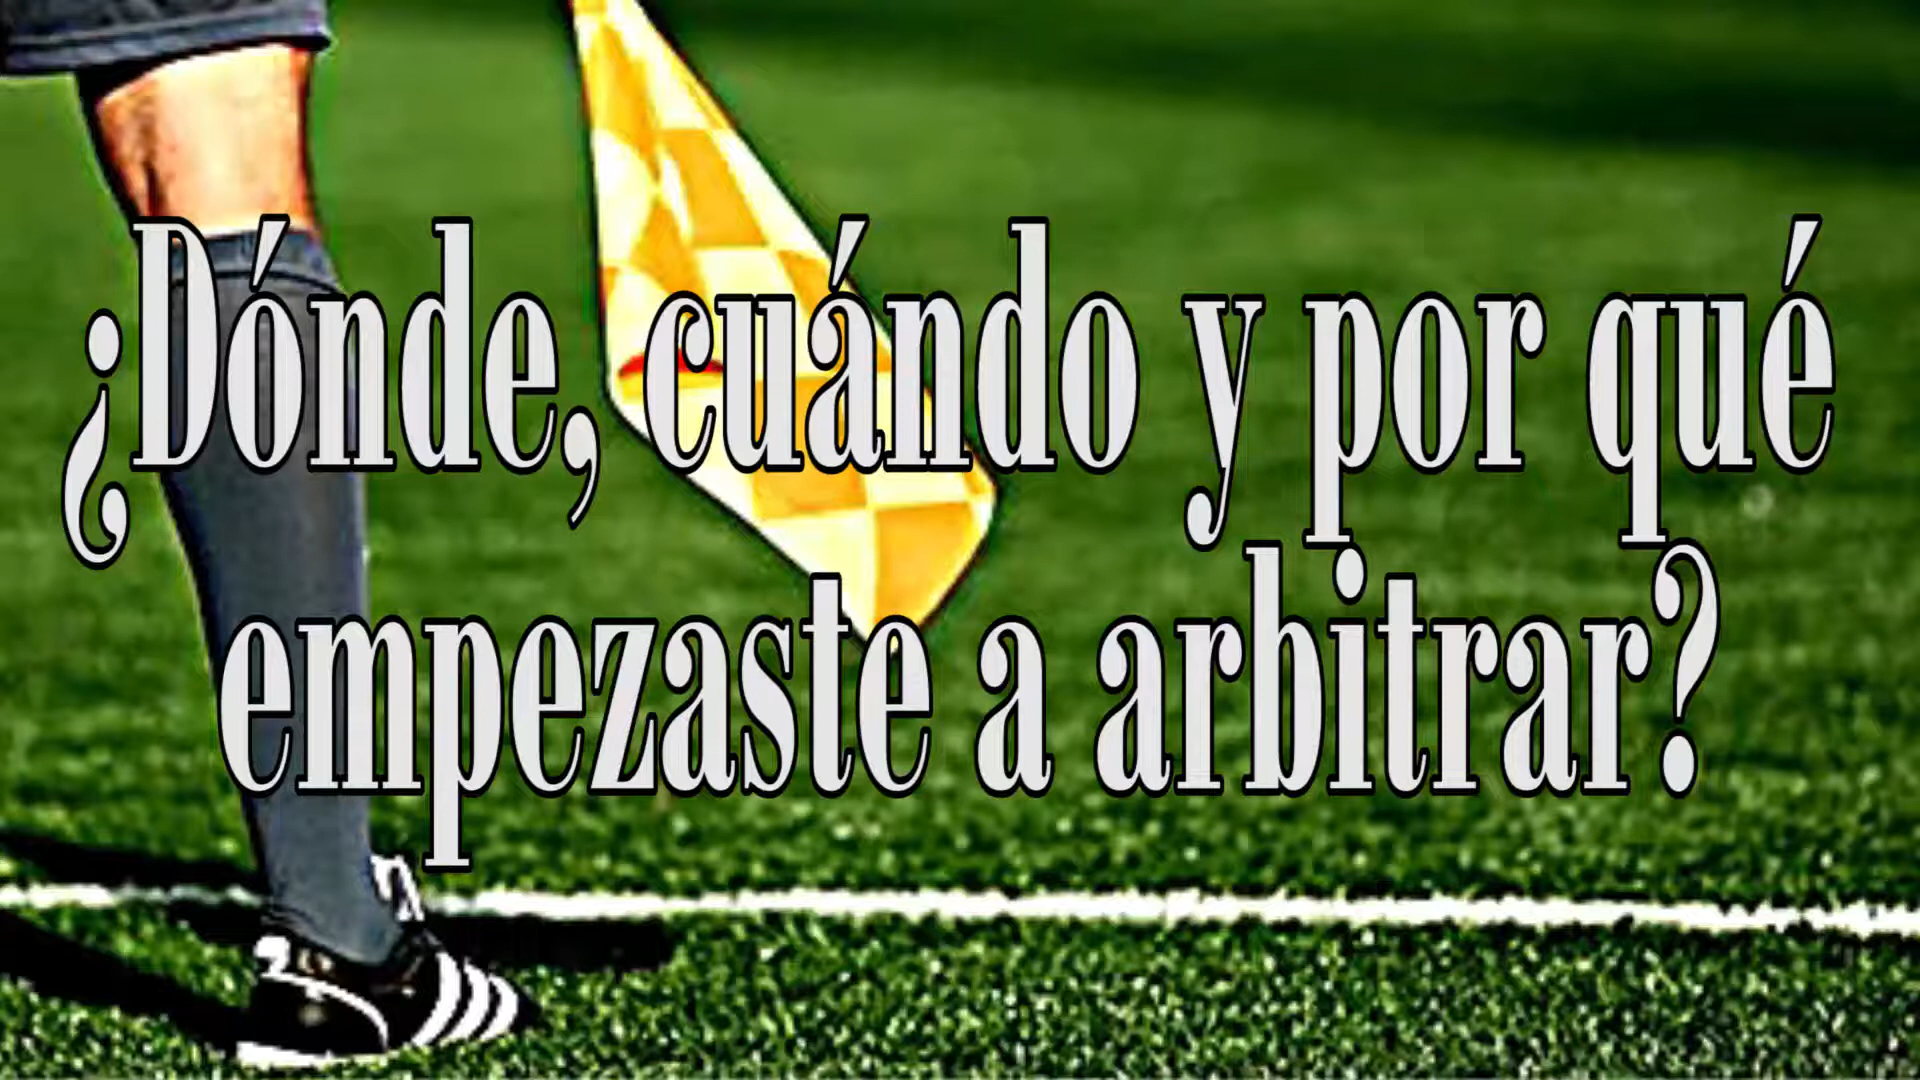 ¿Dónde, cuándo y por qué
empezaste a arbitrar?